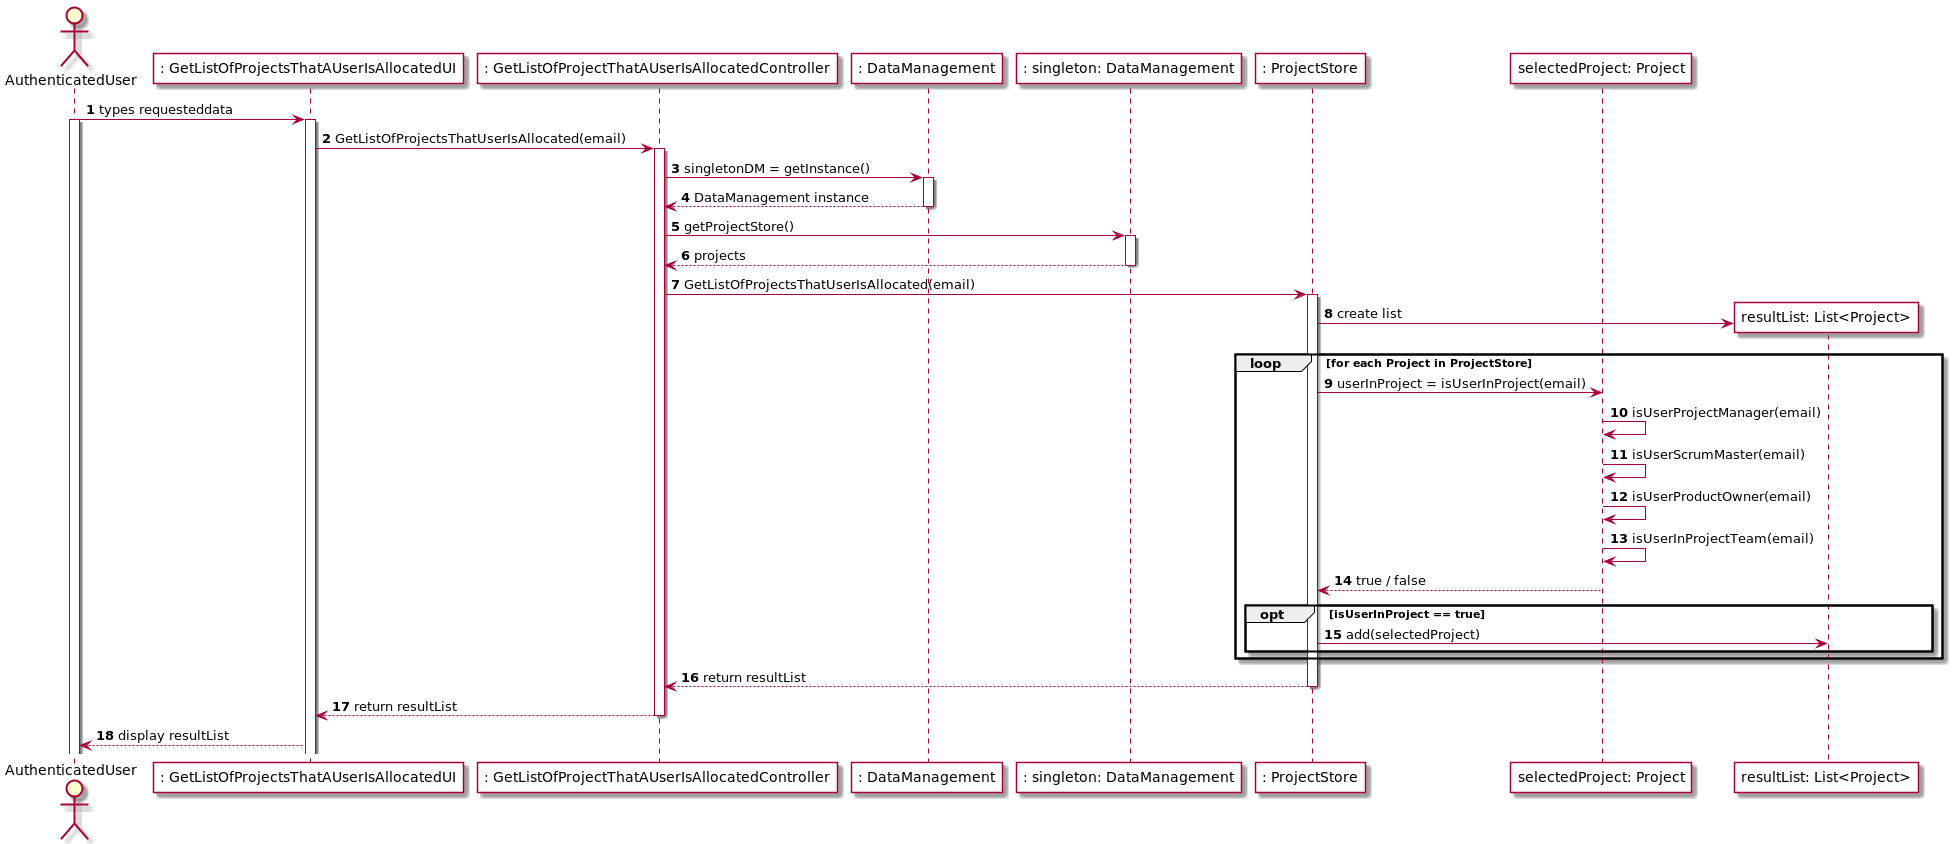 AuthenticatedUser
: GetListOfProjectsThatAUserIsAllocatedUI
: GetListOfProjectThatAUserIsAllocatedController
: DataManagement
: singleton: DataManagement
: ProjectStore
selectedProject: Project
1 types requesteddata
2 GetListOfProjectsThatUserIsAllocated(email)
3 singletonDM = getInstance()
4 DataManagement instance
5 getProjectStore()
6 projects
7 GetListOfProjectsThatUserIsAllocated(email)
8 create list
resultList: List<Project>
loop
[for each Project in ProjectStore]
9 userInProject = isUserInProject(email)
10 isUserProjectManager(email)
11 isUserScrumMaster(email)
12 isUserProductOwner(email)
13 isUserInProjectTeam(email)
14 true / false
opt
[isUserInProject == true]
15 add(selectedProject)
16 return resultList
17 return resultList
18 display resultList
AuthenticatedUser
: GetListOfProjectsThatAUserIsAllocatedUI
: GetListOfProjectThatAUserIsAllocatedController
: DataManagement
: singleton: DataManagement
: ProjectStore
selectedProject: Project
resultList: List<Project>